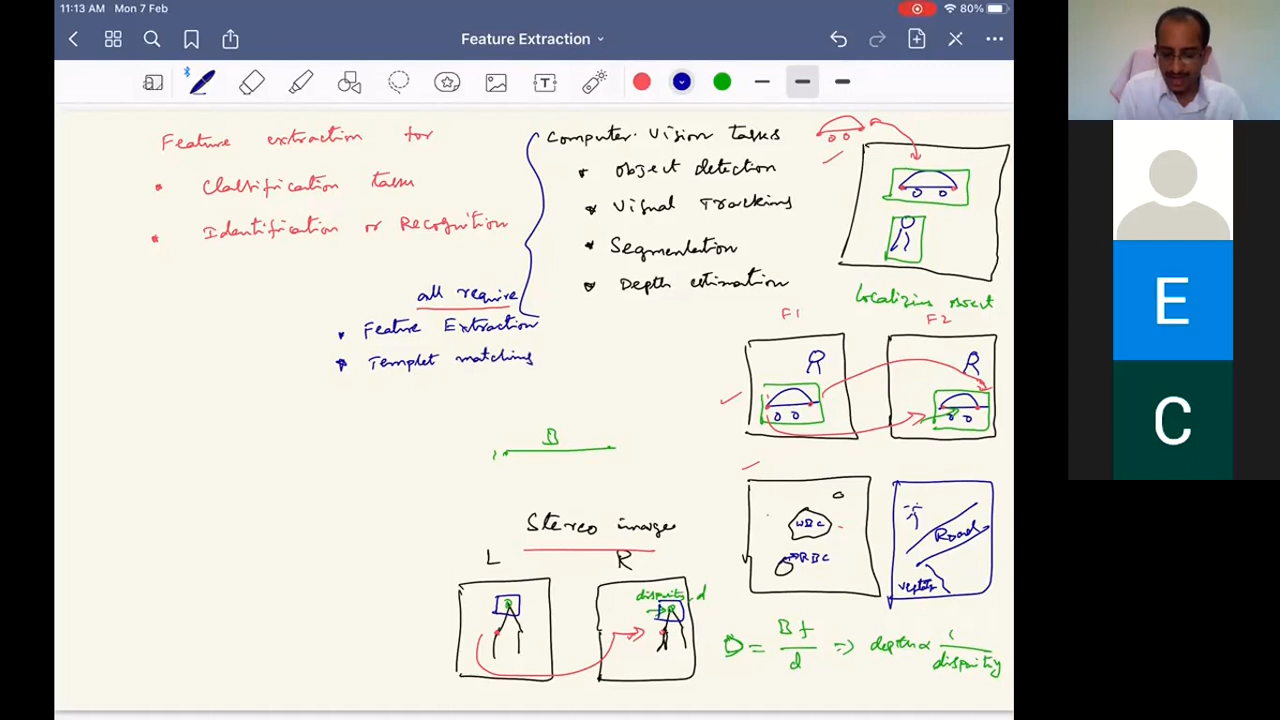 11:13 AM Mon 7 Feb
80%
Feature Extraction
Feature extraction for
• Classification task
• Identification or Recognition
Computer Vision tasks
• Object detection
• Visual Tracking
• Segmentation
• Depth estimation
all require
• Feature Extraction
• Templet matching
Localizing
F1
F2
B
WBC
RBC
Road
Stereo images
L
R
disparity d
D = Bf/d => depth ∝ 1/disparity
E
C